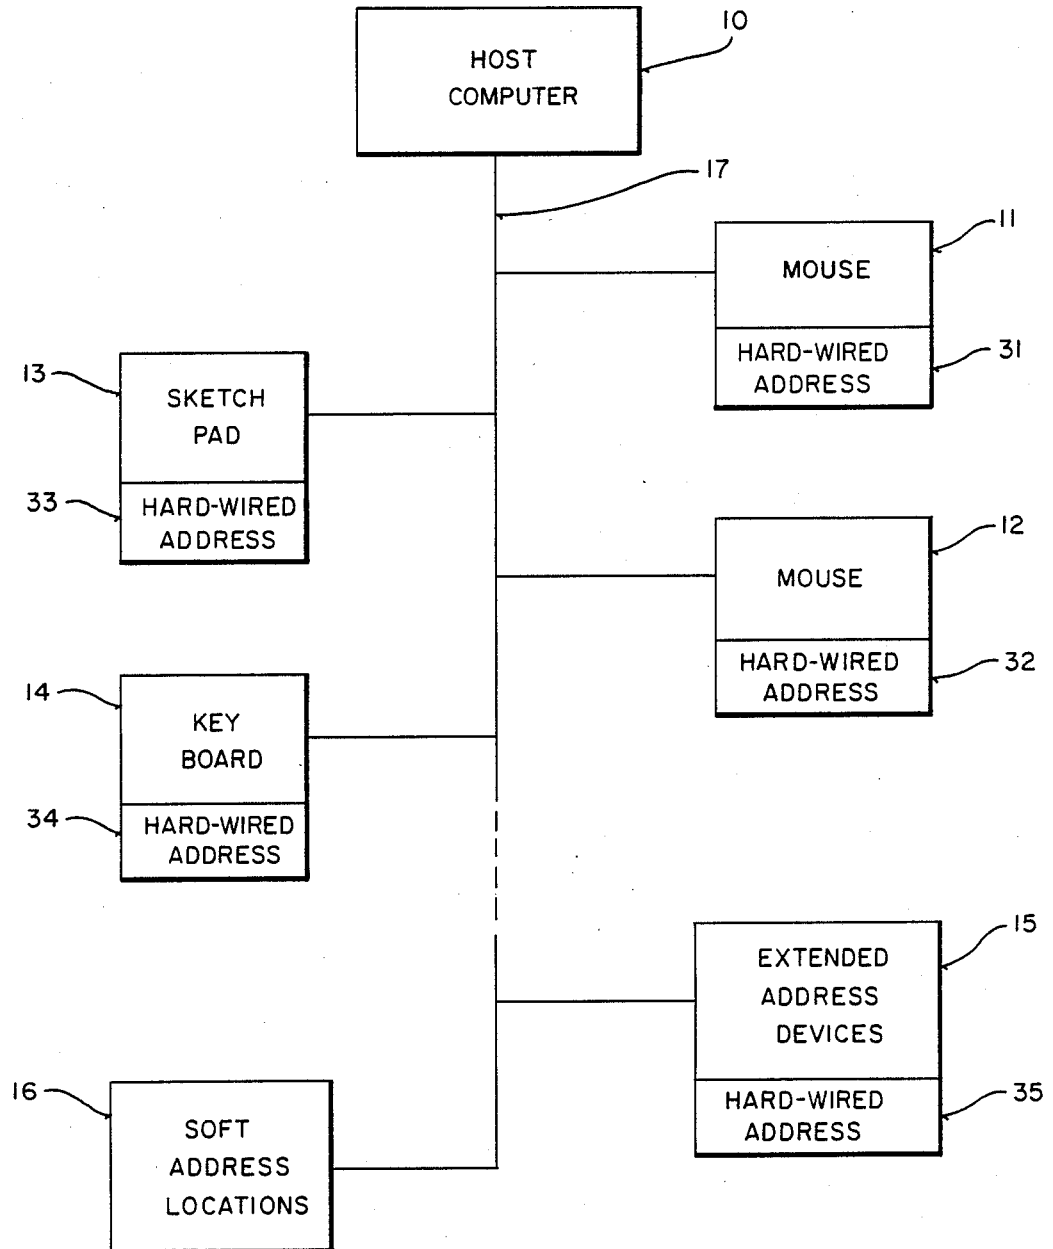 10
HOST
COMPUTER
17
11
MOUSE
HARD-WIRED
ADDRESS
31
13
SKETCH
PAD
33
HARD-WIRED
ADDRESS
12
MOUSE
HARD-WIRED
ADDRESS
32
14
KEY
BOARD
34
HARD-WIRED
ADDRESS
15
EXTENDED
ADDRESS
DEVICES
HARD-WIRED
ADDRESS
35
16
SOFT
ADDRESS
LOCATIONS